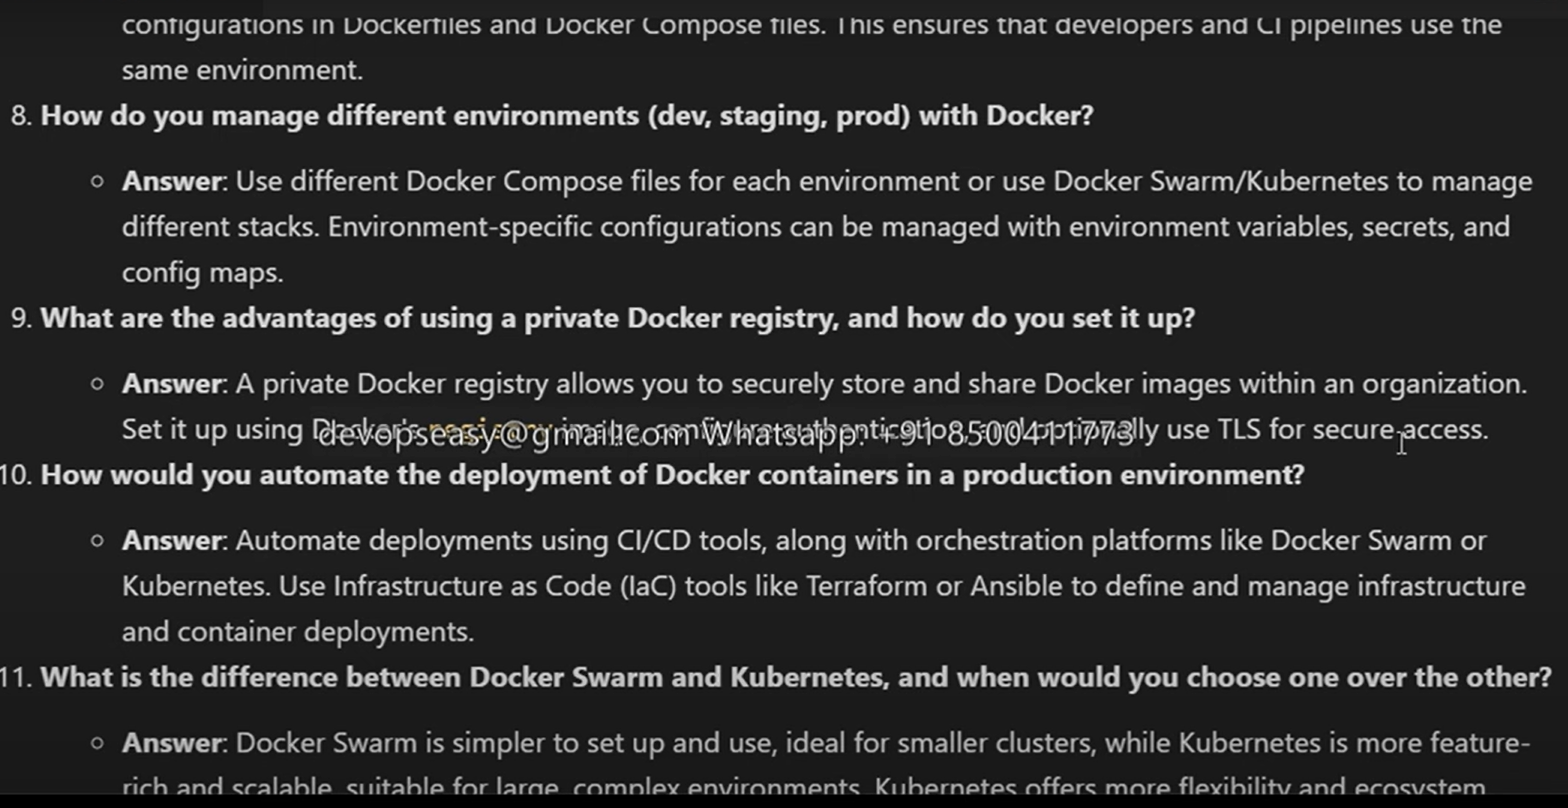 configurations in Dockerfiles and Docker Compose files. This ensures that developers and CI pipelines use the
same environment.
8. How do you manage different environments (dev, staging, prod) with Docker?
○ Answer: Use different Docker Compose files for each environment or use Docker Swarm/Kubernetes to manage
different stacks. Environment-specific configurations can be managed with environment variables, secrets, and
config maps.
9. What are the advantages of using a private Docker registry, and how do you set it up?
○ Answer: A private Docker registry allows you to securely store and share Docker images within an organization.
Set it up using Docker's registry image, configure authentication, and optionally use TLS for secure access.
devopseasy@gmail.com Whatsapp: +91 8500411773
10. How would you automate the deployment of Docker containers in a production environment?
○ Answer: Automate deployments using CI/CD tools, along with orchestration platforms like Docker Swarm or
Kubernetes. Use Infrastructure as Code (IaC) tools like Terraform or Ansible to define and manage infrastructure
and container deployments.
11. What is the difference between Docker Swarm and Kubernetes, and when would you choose one over the other?
○ Answer: Docker Swarm is simpler to set up and use, ideal for smaller clusters, while Kubernetes is more feature-
rich and scalable, suitable for large, complex environments. Kubernetes offers more flexibility and ecosystem